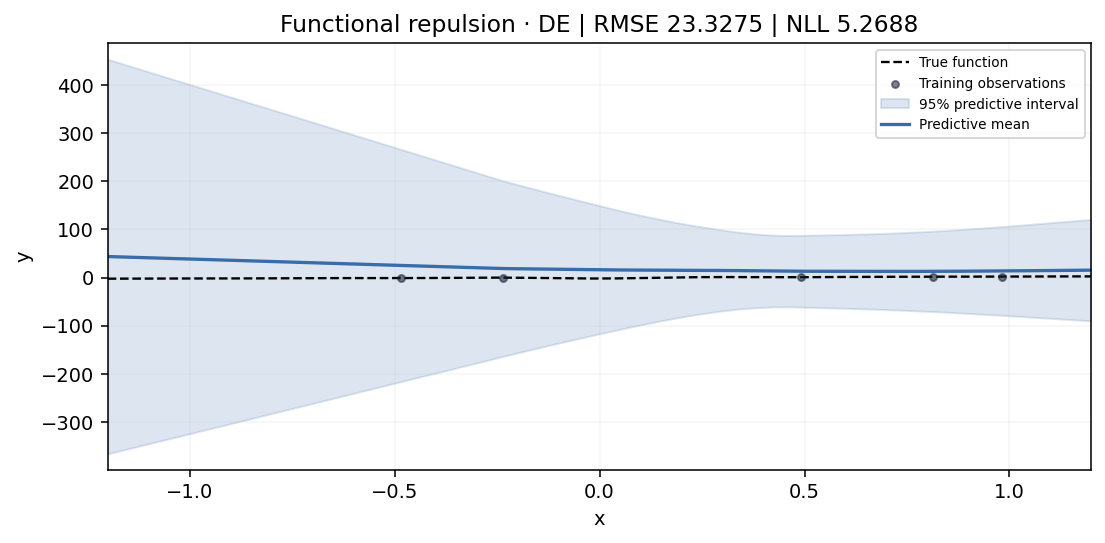 Functional repulsion · DE | RMSE 23.3275 | NLL 5.2688
True function
Training observations
95% predictive interval
Predictive mean
y
400
300
200
100
0
−100
−200
−300
−1.0
−0.5
0.0
0.5
1.0
x